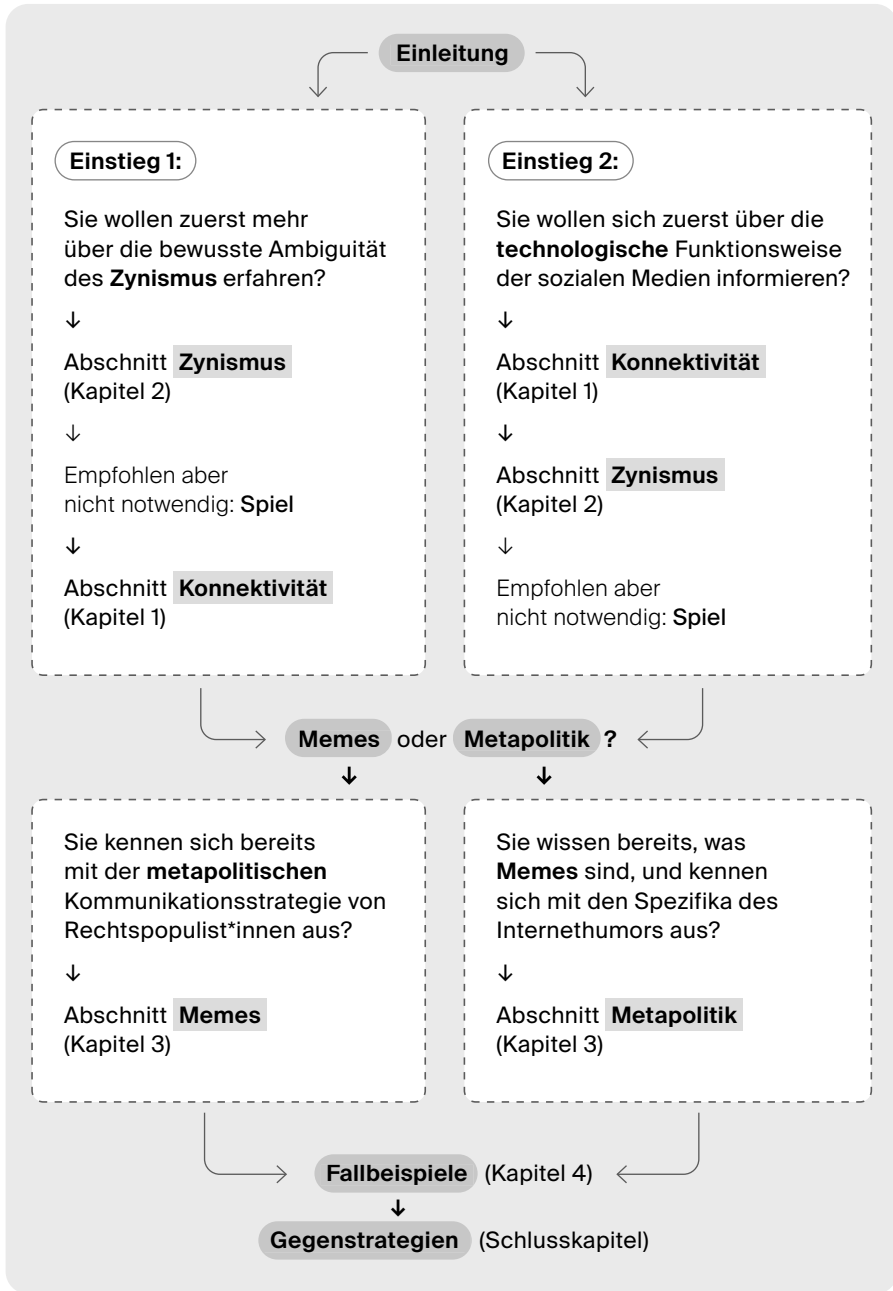 Einleitung
Einstieg 1:
Sie wollen zuerst mehr
über die bewusste Ambiguität
des Zynismus erfahren?
Abschnitt Zynismus
(Kapitel 2)
Empfohlen aber
nicht notwendig: Spiel
Abschnitt Konnektivität
(Kapitel 1)
Einstieg 2:
Sie wollen sich zuerst über die
technologische Funktionsweise
der sozialen Medien informieren?
Abschnitt Konnektivität
(Kapitel 1)
Abschnitt Zynismus
(Kapitel 2)
Empfohlen aber
nicht notwendig: Spiel
Memes oder Metapolitik ?
Sie kennen sich bereits
mit der metapolitischen
Kommunikationsstrategie von
Rechtspopulist*innen aus?
Abschnitt Memes
(Kapitel 3)
Sie wissen bereits, was
Memes sind, und kennen
sich mit den Spezifika des
Internethumors aus?
Abschnitt Metapolitik
(Kapitel 3)
Fallbeispiele (Kapitel 4)
Gegenstrategien (Schlusskapitel)